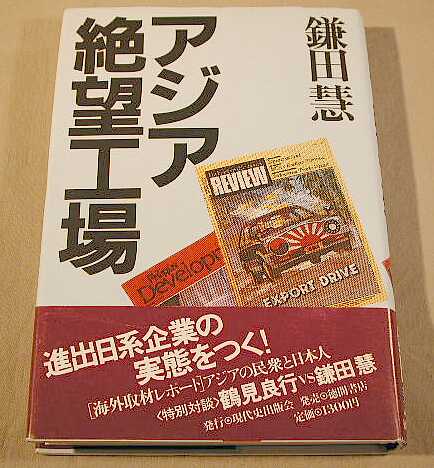 アジア
絶望工場
鎌田慧
REVIEW
EXPORT DRIVE
進出日系企業の
実態をつく!
[海外取材レポート]アジアの民衆と日本人
〈特別対談〉鶴見良行VS鎌田慧
発行◎現代史出版会 発売◎徳間書店
定価◎1300円